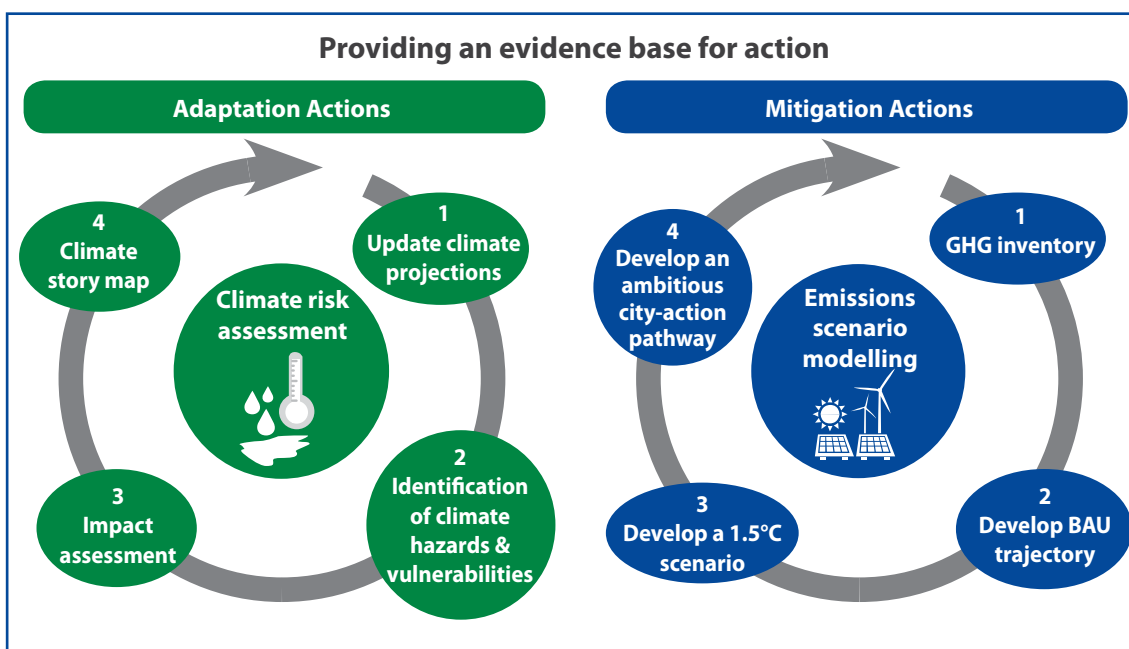 Providing an evidence base for action
Adaptation Actions
1
Update climate
projections
2
Identification
of climate
hazards &
vulnerabilities
3
Impact
assessment
4
Climate
story map
Climate risk
assessment
Mitigation Actions
1
GHG inventory
2
Develop BAU
trajectory
3
Develop a 1.5°C
scenario
4
Develop an
ambitious
city-action
pathway
Emissions
scenario
modelling